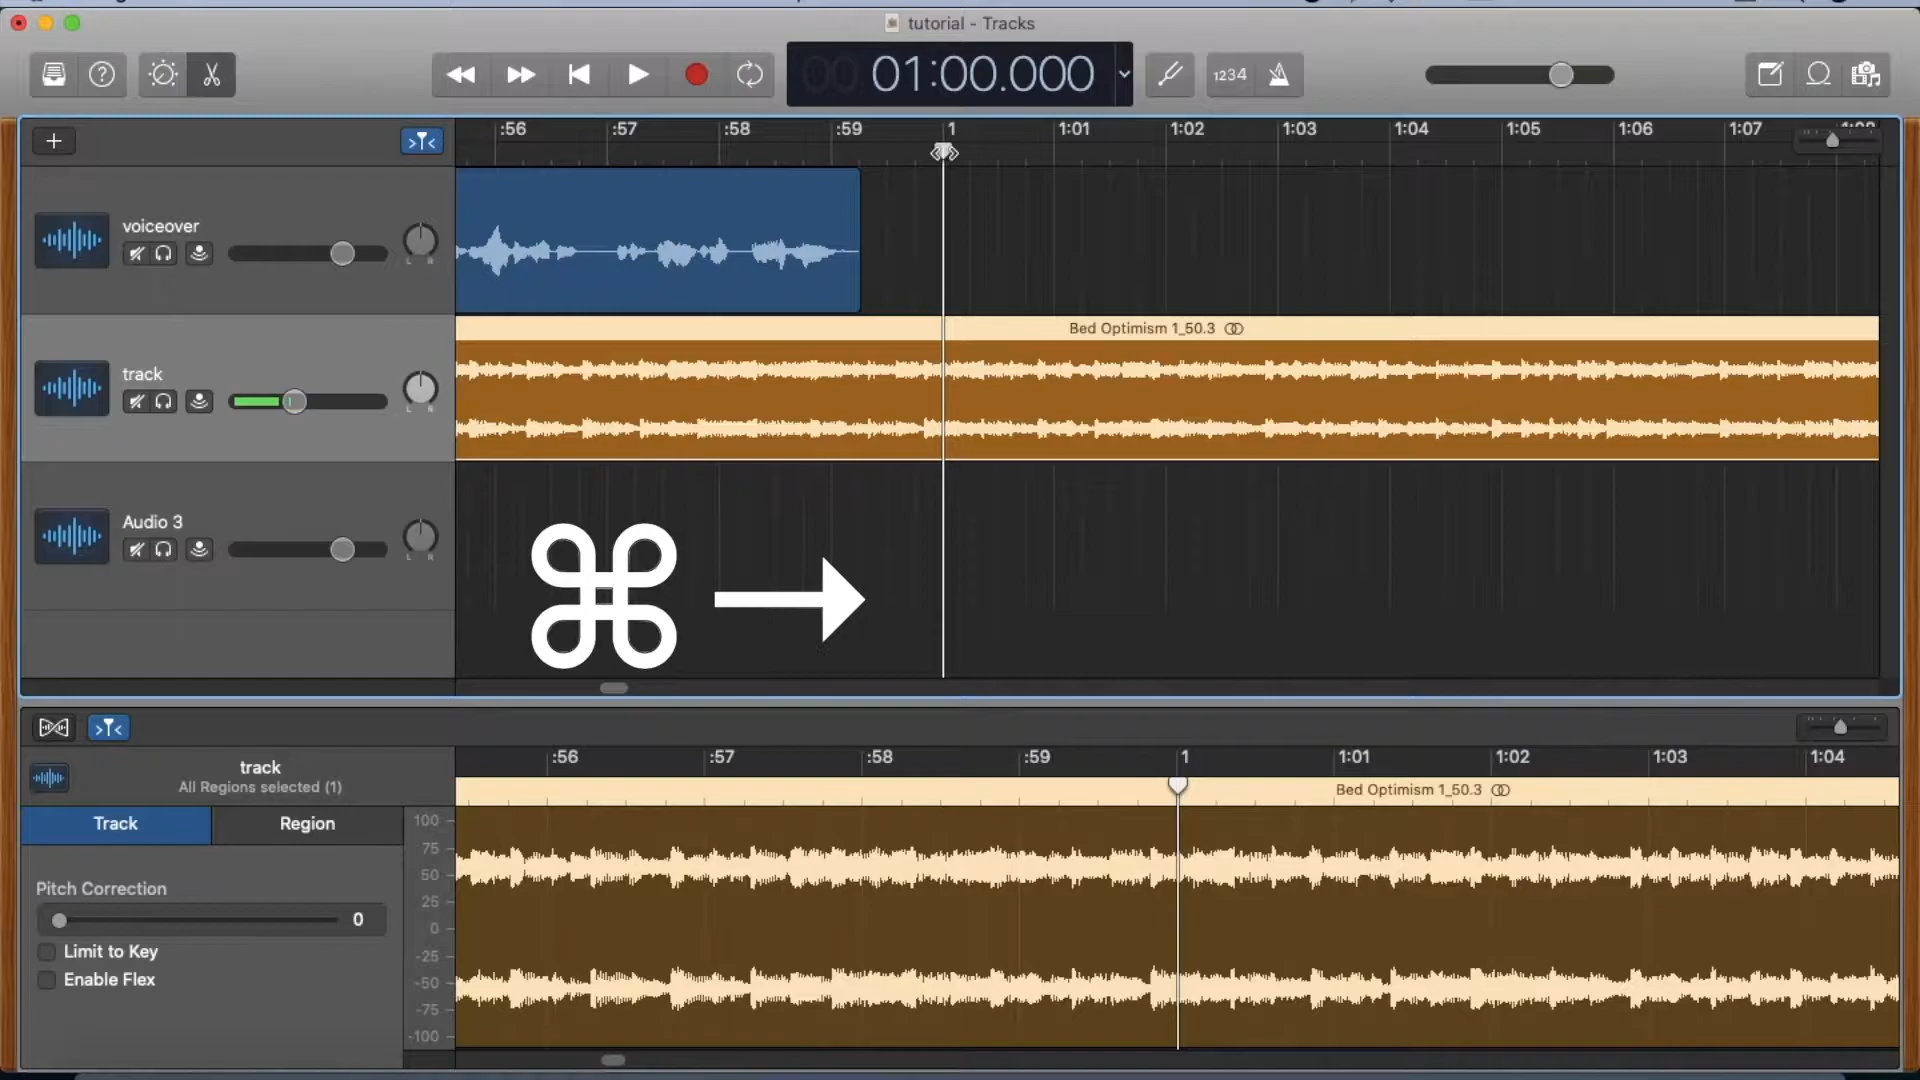 tutorial - Tracks
01:00.000
1234
:56 :57 :58 :59 1 1:01 1:02 1:03 1:04 1:05 1:06 1:07
voiceover
L R
Bed Optimism 1_50.3
track
L R
Audio 3
L R
⌘ →
:56 :57 :58 :59 1 1:01 1:02 1:03 1:04
track
All Regions selected (1)
Bed Optimism 1_50.3
Track Region
100
75
50
25
0
-25
-50
-75
-100
Pitch Correction
0
Limit to Key
Enable Flex